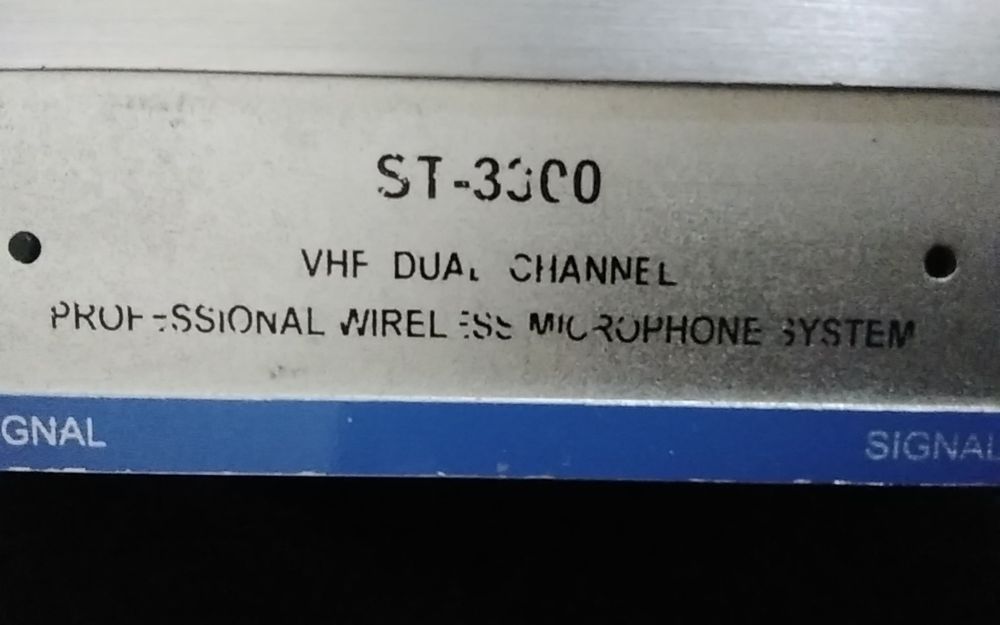 ST-3300
VHF DUAL CHANNEL
PROFESSIONAL WIRELESS MICROPHONE SYSTEM
GNAL
SIGNAL